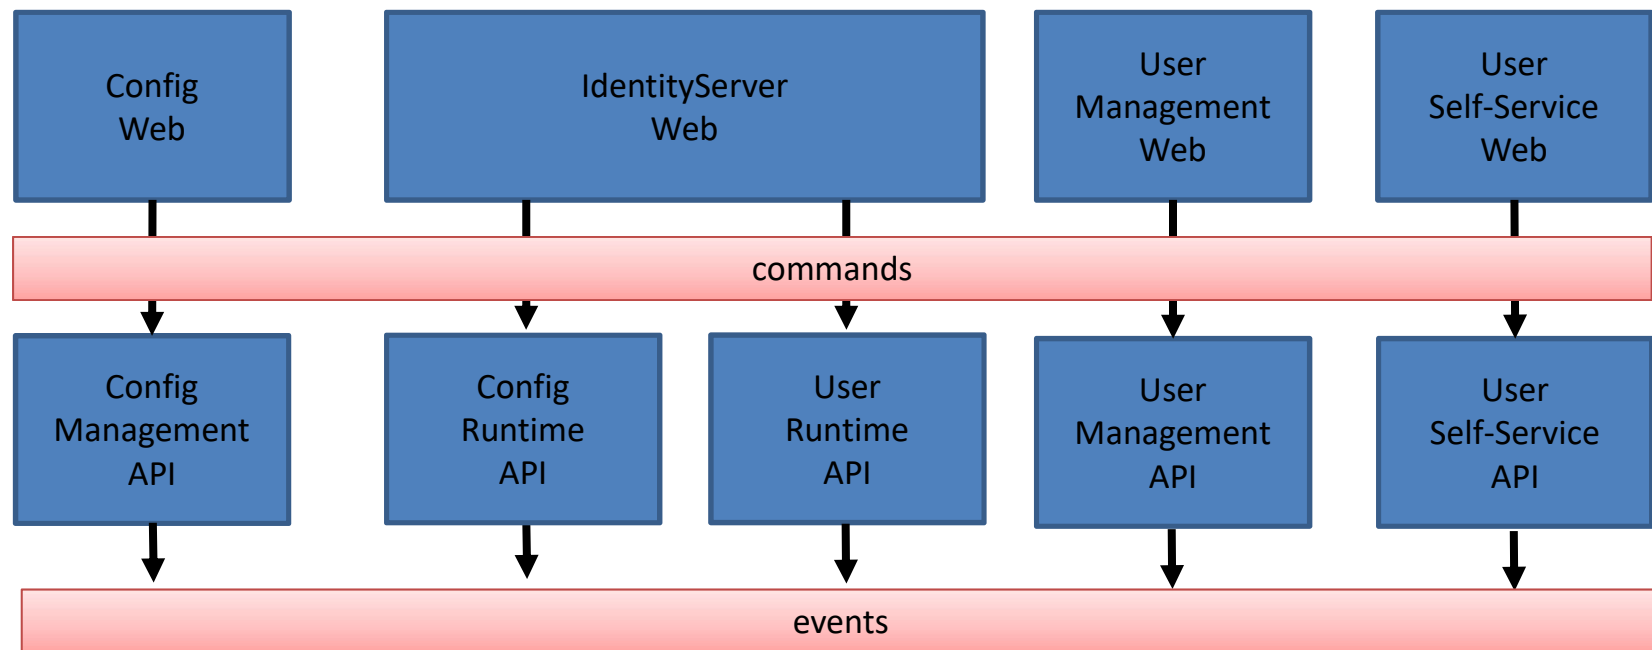 Config
Web
IdentityServer
Web
User
Management
Web
User
Self-Service
Web
commands
Config
Management
API
Config
Runtime
API
User
Runtime
API
User
Management
API
User
Self-Service
API
events